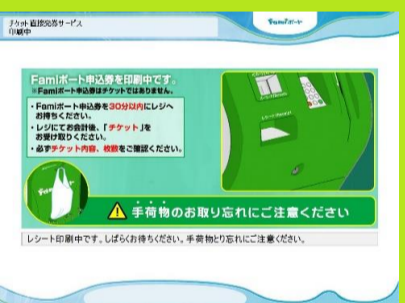 チケット直接発券サービス
印刷中
Famiポート
Famiポート申込券を印刷中です。
※Famiポート申込券はチケットではありません。
・Famiポート申込券を30分以内にレジへ
お持ちください。
・レジにてお会計後、「チケット」を
お受け取りください。
・必ずチケット内容、枚数をご確認ください。
手荷物のお取り忘れにご注意ください
レシート印刷中です。しばらくお待ちください。手荷物とり忘れにご注意ください。